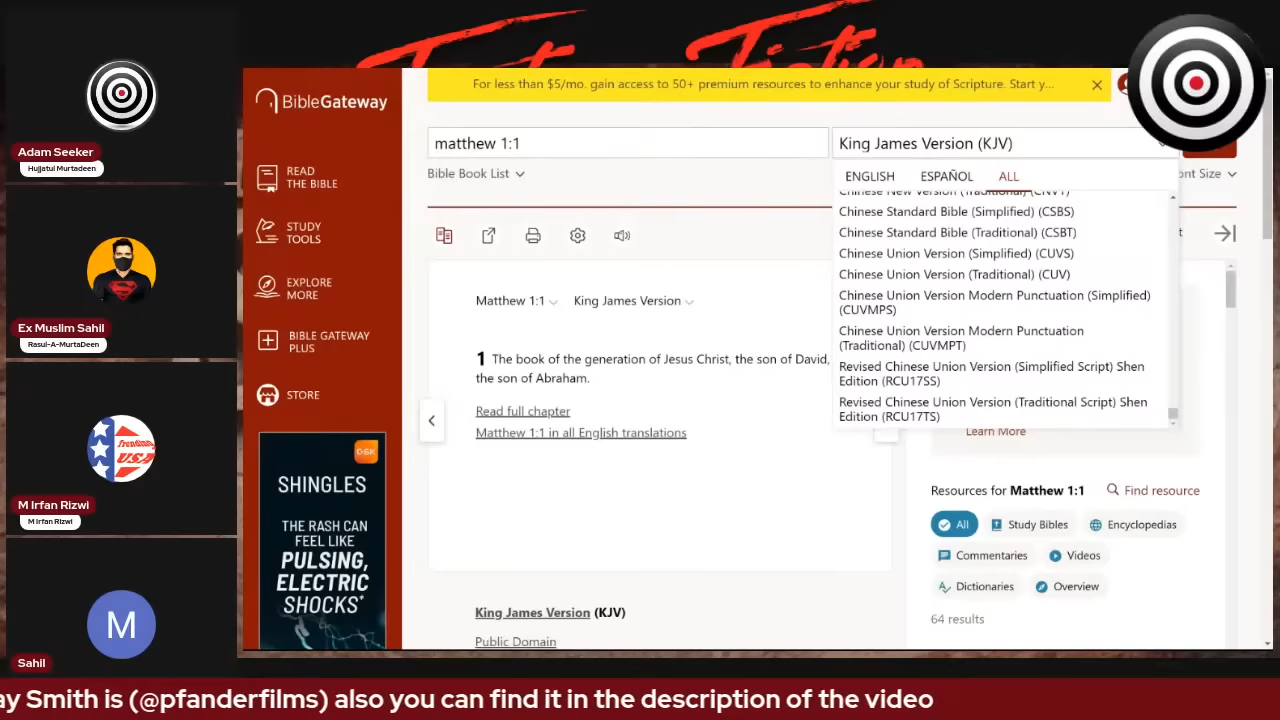 Adam Seeker
Hujjatul Murtadeen
Ex Muslim Sahil
Rasul-A-MurtaDeen
Trending
USA
M Irfan Rizwi
M Irfan Rizwi
M
Sahil
BibleGateway
READ
THE BIBLE
STUDY
TOOLS
EXPLORE
MORE
BIBLE GATEWAY
PLUS
STORE
GSK
SHINGLES
THE RASH CAN
FEEL LIKE
PULSING,
ELECTRIC
SHOCKS*
For less than $5/mo. gain access to 50+ premium resources to enhance your study of Scripture. Start y...
matthew 1:1
King James Version (KJV)
Bible Book List
ont Size
ENGLISH ESPAÑOL ALL
Chinese New Version (Traditional) (CNVT)
Chinese Standard Bible (Simplified) (CSBS)
Chinese Standard Bible (Traditional) (CSBT)
Chinese Union Version (Simplified) (CUVS)
Chinese Union Version (Traditional) (CUV)
Chinese Union Version Modern Punctuation (Simplified)
(CUVMPS)
Chinese Union Version Modern Punctuation
(Traditional) (CUVMPT)
Revised Chinese Union Version (Simplified Script) Shen
Edition (RCU17SS)
Revised Chinese Union Version (Traditional Script) Shen
Edition (RCU17TS)
Matthew 1:1 King James Version
1 The book of the generation of Jesus Christ, the son of David,
the son of Abraham.
Read full chapter
Matthew 1:1 in all English translations
King James Version (KJV)
Public Domain
Learn More
Resources for Matthew 1:1 Find resource
All Study Bibles Encyclopedias
Commentaries Videos
Dictionaries Overview
64 results
ay Smith is (@pfanderfilms) also you can find it in the description of the video